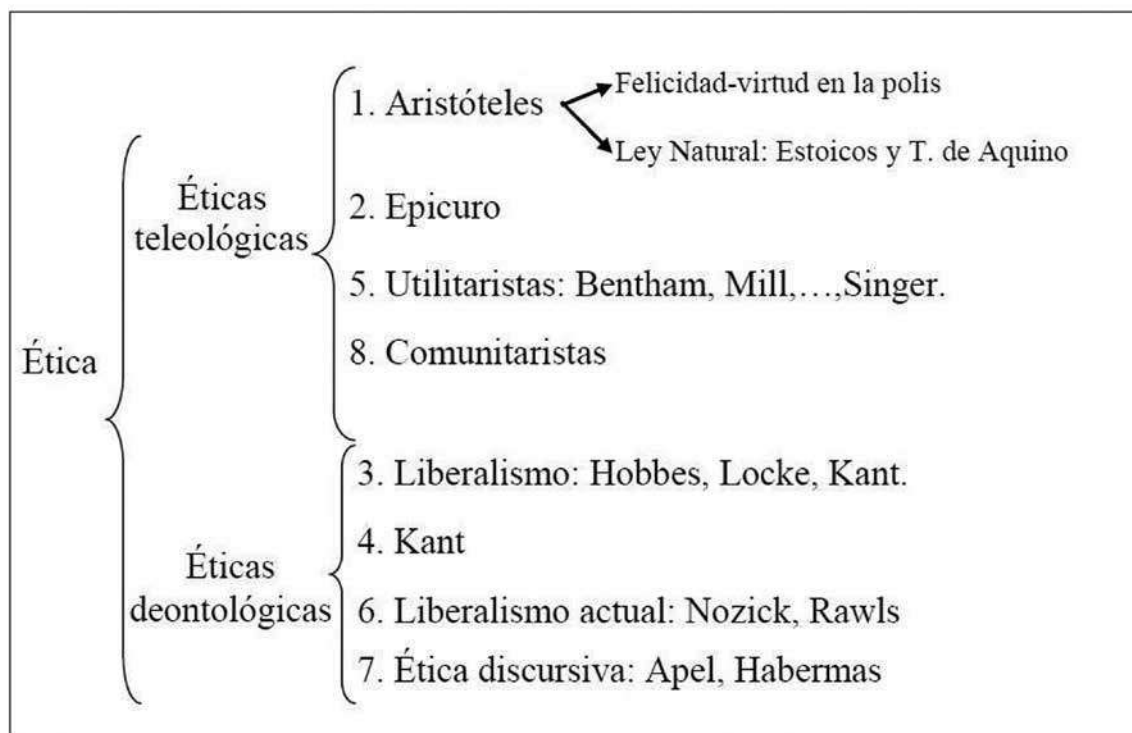 Ética
Éticas
teleológicas
1. Aristóteles
Felicidad-virtud en la polis
Ley Natural: Estoicos y T. de Aquino
2. Epicuro
5. Utilitaristas: Bentham, Mill,…,Singer.
8. Comunitaristas
Éticas
deontológicas
3. Liberalismo: Hobbes, Locke, Kant.
4. Kant
6. Liberalismo actual: Nozick, Rawls
7. Ética discursiva: Apel, Habermas